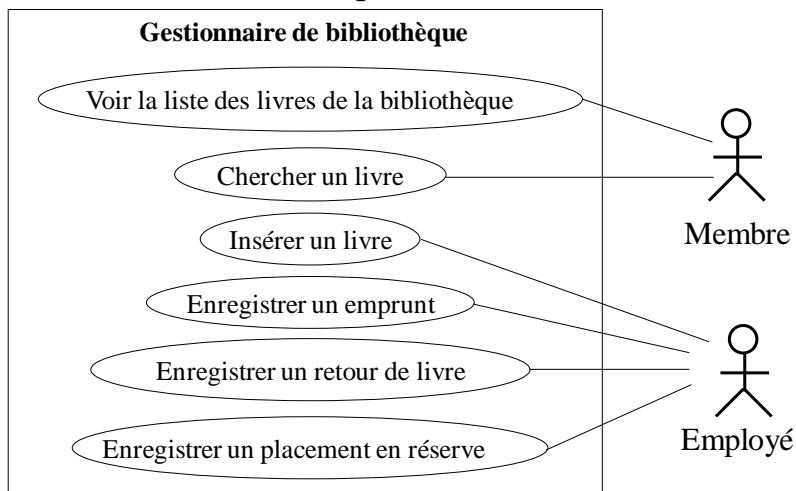 Gestionnaire de bibliothèque
Voir la liste des livres de la bibliothèque
Chercher un livre
Membre
Insérer un livre
Enregistrer un emprunt
Enregistrer un retour de livre
Employé
Enregistrer un placement en réserve